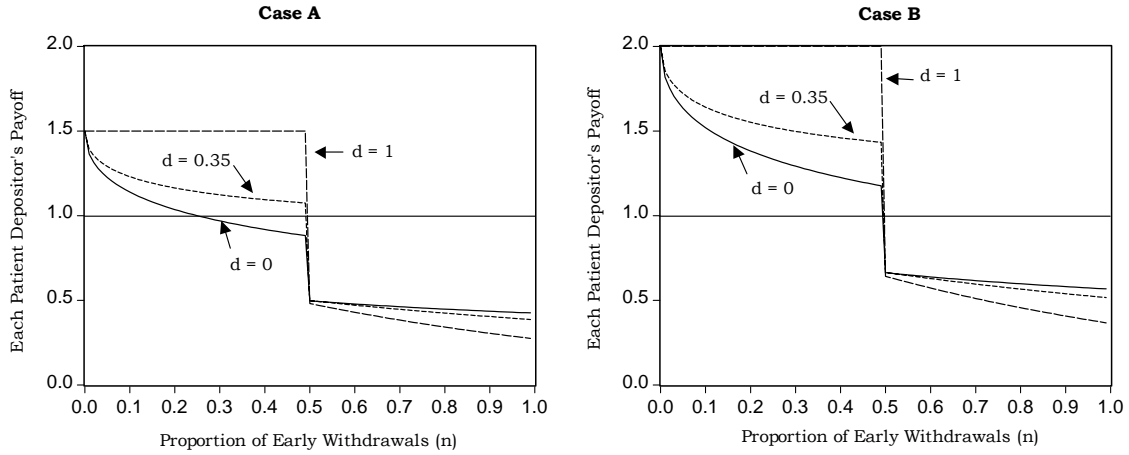 Case A
Each Patient Depositor's Payoff
2.0
1.5
1.0
0.5
0.0
d = 0.35
d = 1
d = 0
0.0 0.1 0.2 0.3 0.4 0.5 0.6 0.7 0.8 0.9 1.0
Proportion of Early Withdrawals (n)
Case B
Each Patient Depositor's Payoff
2.0
1.5
1.0
0.5
0.0
d = 1
d = 0.35
d = 0
0.0 0.1 0.2 0.3 0.4 0.5 0.6 0.7 0.8 0.9 1.0
Proportion of Early Withdrawals (n)